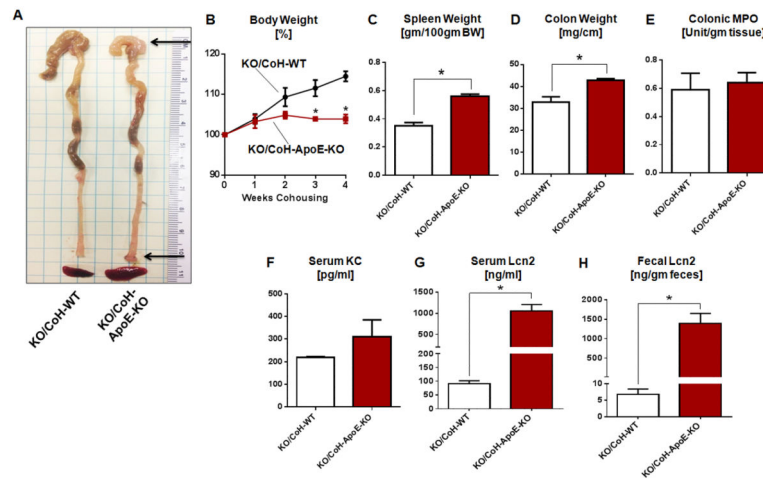 A
KO/CoH-WT
KO/CoH-
ApoE-KO
B
Body Weight
[%]
120
110
100
90
KO/CoH-WT
*
*
KO/CoH-ApoE-KO
0
1
2
3
4
Weeks Cohousing
C
Spleen Weight
[gm/100gm BW]
0.8
0.6
0.4
0.2
0.0
*
KO/CoH-WT
KO/CoH-ApoE-KO
D
Colon Weight
[mg/cm]
60
50
40
30
20
10
0
*
KO/CoH-WT
KO/CoH-ApoE-KO
E
Colonic MPO
[Unit/gm tissue]
0.8
0.6
0.4
0.2
0.0
KO/CoH-WT
KO/CoH-ApoE-KO
F
Serum KC
[pg/ml]
500
400
300
200
100
0
KO/CoH-WT
KO/CoH-ApoE-KO
G
Serum Lcn2
[ng/ml]
1250
1000
750
500
200
150
100
50
0
*
KO/CoH-WT
KO/CoH-ApoE-KO
H
Fecal Lcn2
[ng/gm feces]
2000
1500
1000
500
10
5
0
*
KO/CoH-WT
KO/CoH-ApoE-KO